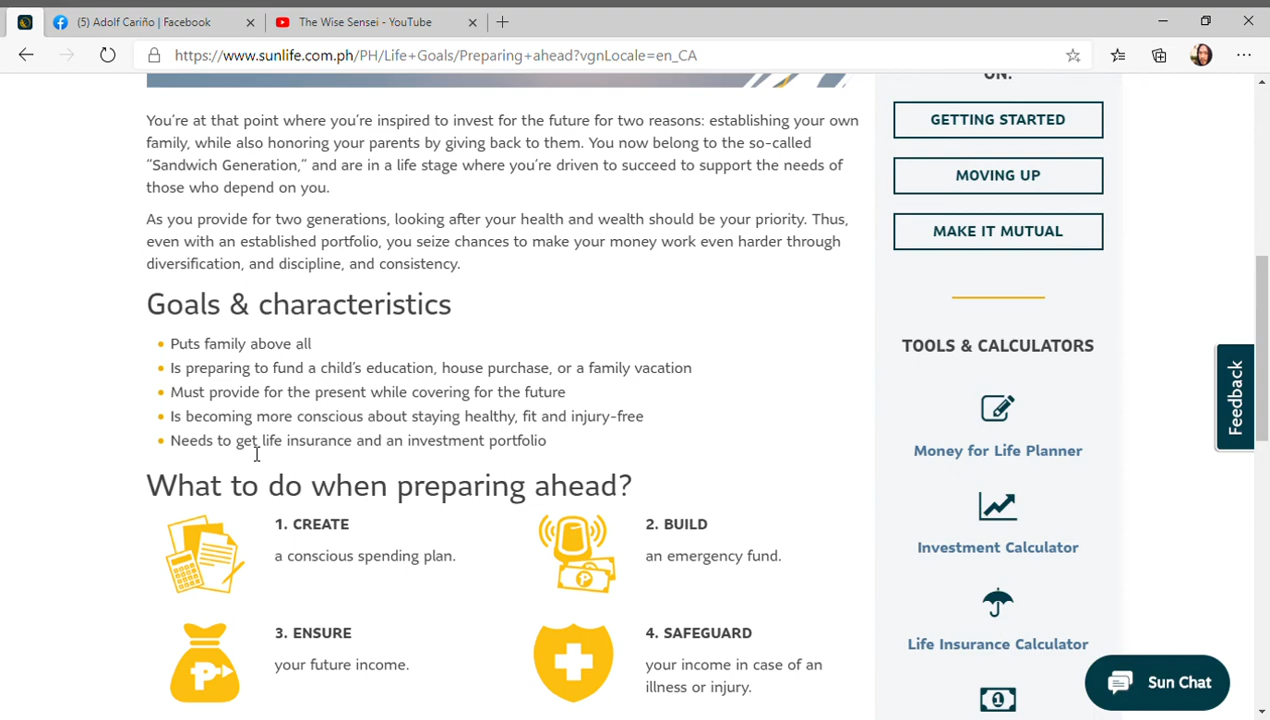 (5) Adolf Cariño | Facebook
The Wise Sensei - YouTube
https://www.sunlife.com.ph/PH/Life+Goals/Preparing+ahead?vgnLocale=en_CA
You're at that point where you're inspired to invest for the future for two reasons: establishing your own
family, while also honoring your parents by giving back to them. You now belong to the so-called
“Sandwich Generation,” and are in a life stage where you're driven to succeed to support the needs of
those who depend on you.
As you provide for two generations, looking after your health and wealth should be your priority. Thus,
even with an established portfolio, you seize chances to make your money work even harder through
diversification, and discipline, and consistency.
Goals & characteristics
Puts family above all
Is preparing to fund a child's education, house purchase, or a family vacation
Must provide for the present while covering for the future
Is becoming more conscious about staying healthy, fit and injury-free
Needs to get life insurance and an investment portfolio
What to do when preparing ahead?
1. CREATE
a conscious spending plan.
2. BUILD
an emergency fund.
3. ENSURE
your future income.
4. SAFEGUARD
your income in case of an
illness or injury.
ON:
GETTING STARTED
MOVING UP
MAKE IT MUTUAL
TOOLS & CALCULATORS
Money for Life Planner
Investment Calculator
Life Insurance Calculator
Feedback
Sun Chat